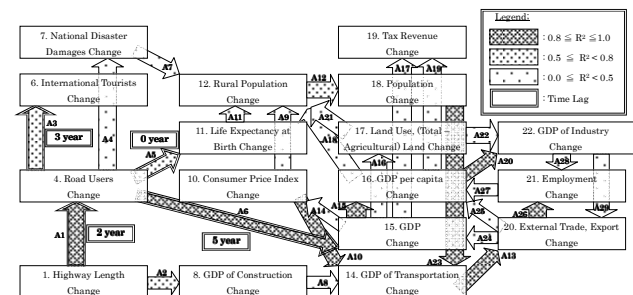 7. National Disaster
Damages Change
19. Tax Revenue
Change
Legend:
: 0.8 ≦ R² ≦1.0
: 0.5 ≦ R²<0.8
: 0.0 ≦ R²<0.5
: Time Lag
A7
A17
A19
6. International Tourists
Change
12. Rural Population
Change
A12
18. Population
Change
A3
3 year
A4
0 year
A5
A11
A9
A21
A18
11. Life Expectancy at
Birth Change
17. Land Use, (Total
Agricultural) Land Change
A22
22. GDP of Industry
Change
A16
A20
A28
4. Road Users
Change
10. Consumer Price Index
Change
16. GDP per capita
Change
A27
21. Employment
Change
A6
A14
A15
A25
A26
A29
A1
2 year
5 year
15. GDP
Change
A24
20. External Trade, Export
Change
A10
A23
A13
1. Highway Length
Change
A2
8. GDP of Construction
Change
A8
14. GDP of Transportation
Change